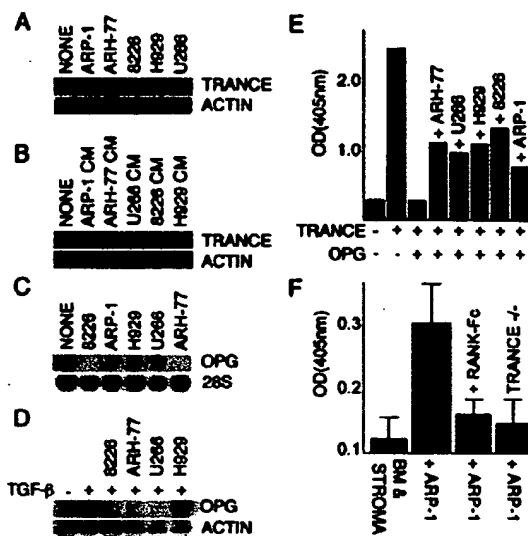 A
NONE
ARP-1
ARH-77
8226
H929
U266
TRANCE
ACTIN
B
NONE
ARP-1 CM
ARH-77 CM
U266 CM
8226 CM
H929 CM
TRANCE
ACTIN
C
NONE
8226
ARP-1
H929
U266
ARH-77
OPG
28S
D
8226
ARH-77
U266
H929
TGF-β - + + + + +
OPG
ACTIN
E
OD(405nm)
2.0
1.0
+ ARH-77
+ U266
+ H929
+ 8226
+ ARP-1
TRANCE - + + + + + + +
OPG - - + + + + + +
F
OD(405nm)
0.3
0.2
0.1
+ RANK-Fc
TRANCE -/-
BM &
STROMA
+ ARP-1
+ ARP-1
+ ARP-1